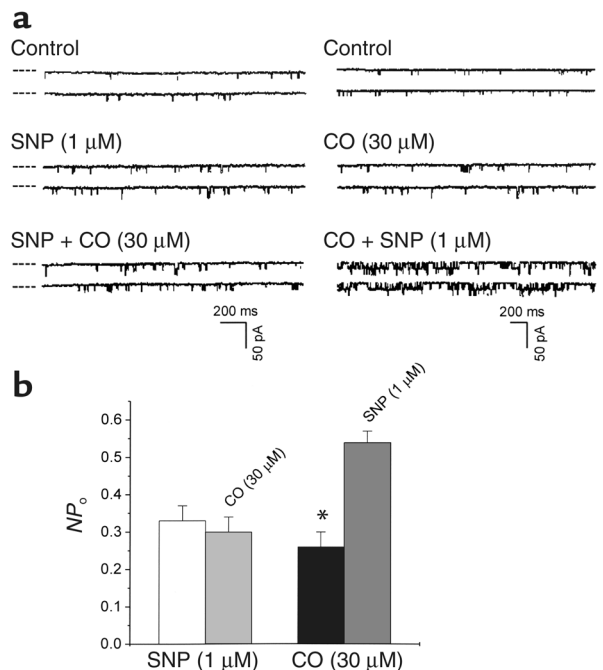 a
Control
Control
SNP (1 μM)
CO (30 μM)
SNP + CO (30 μM)
CO + SNP (1 μM)
200 ms
50 pA
200 ms
50 pA
b
NPo
0.8
0.6
0.4
0.3
0.2
0.6
0.0
CO (30 μM)
*
SNP (1 μM)
SNP (1 μM)
CO (30 μM)